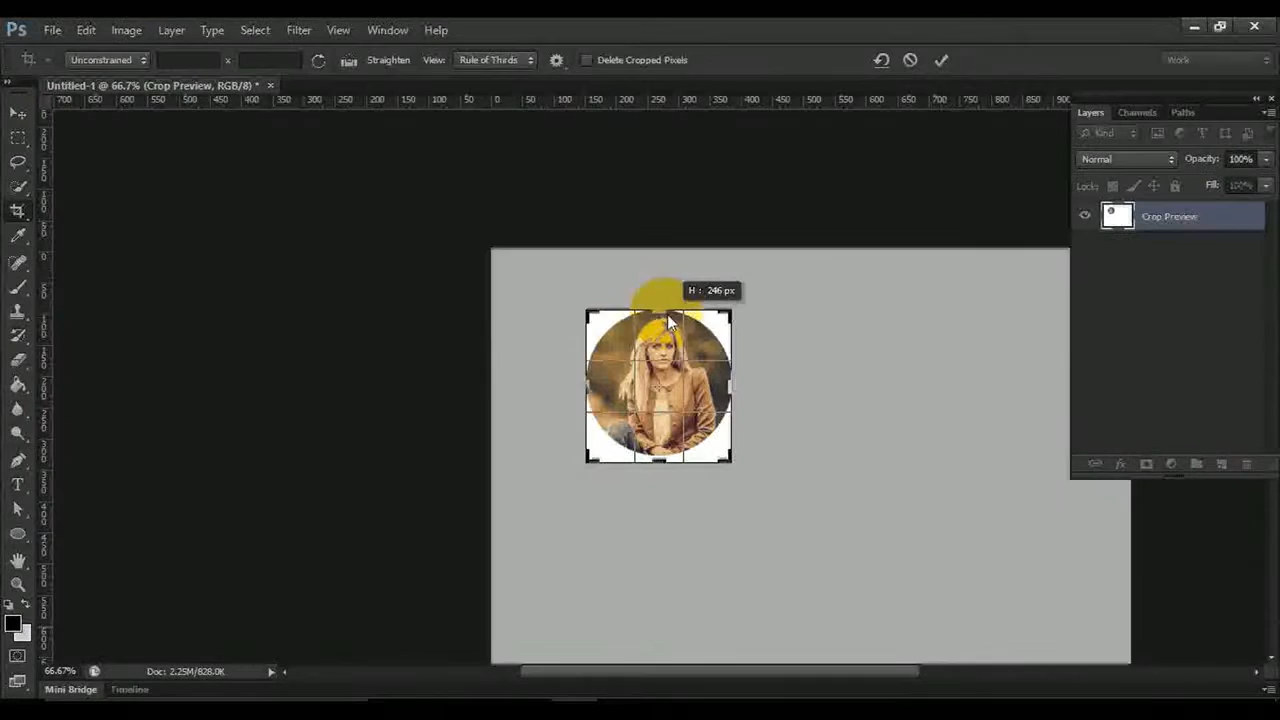 Ps File Edit Image Layer Type Select Filter View Window Help
Unconstrained x Straighten View: Rule of Thirds Delete Cropped Pixels Work
Untitled-1 @ 66.7% (Crop Preview, RGB/8) * ×
700 650 600 550 500 450 400 350 300 250 200 150 100 50 0 50 100 150 200 250 300 350 400 450 500 550 600 650 700 750 800 850 900
Layers Channels Paths
Kind
Normal Opacity: 100%
Lock: Fill: 100%
Crop Preview
H : 246 px
66.67% Doc: 2.25M/828.0K
Mini Bridge Timeline